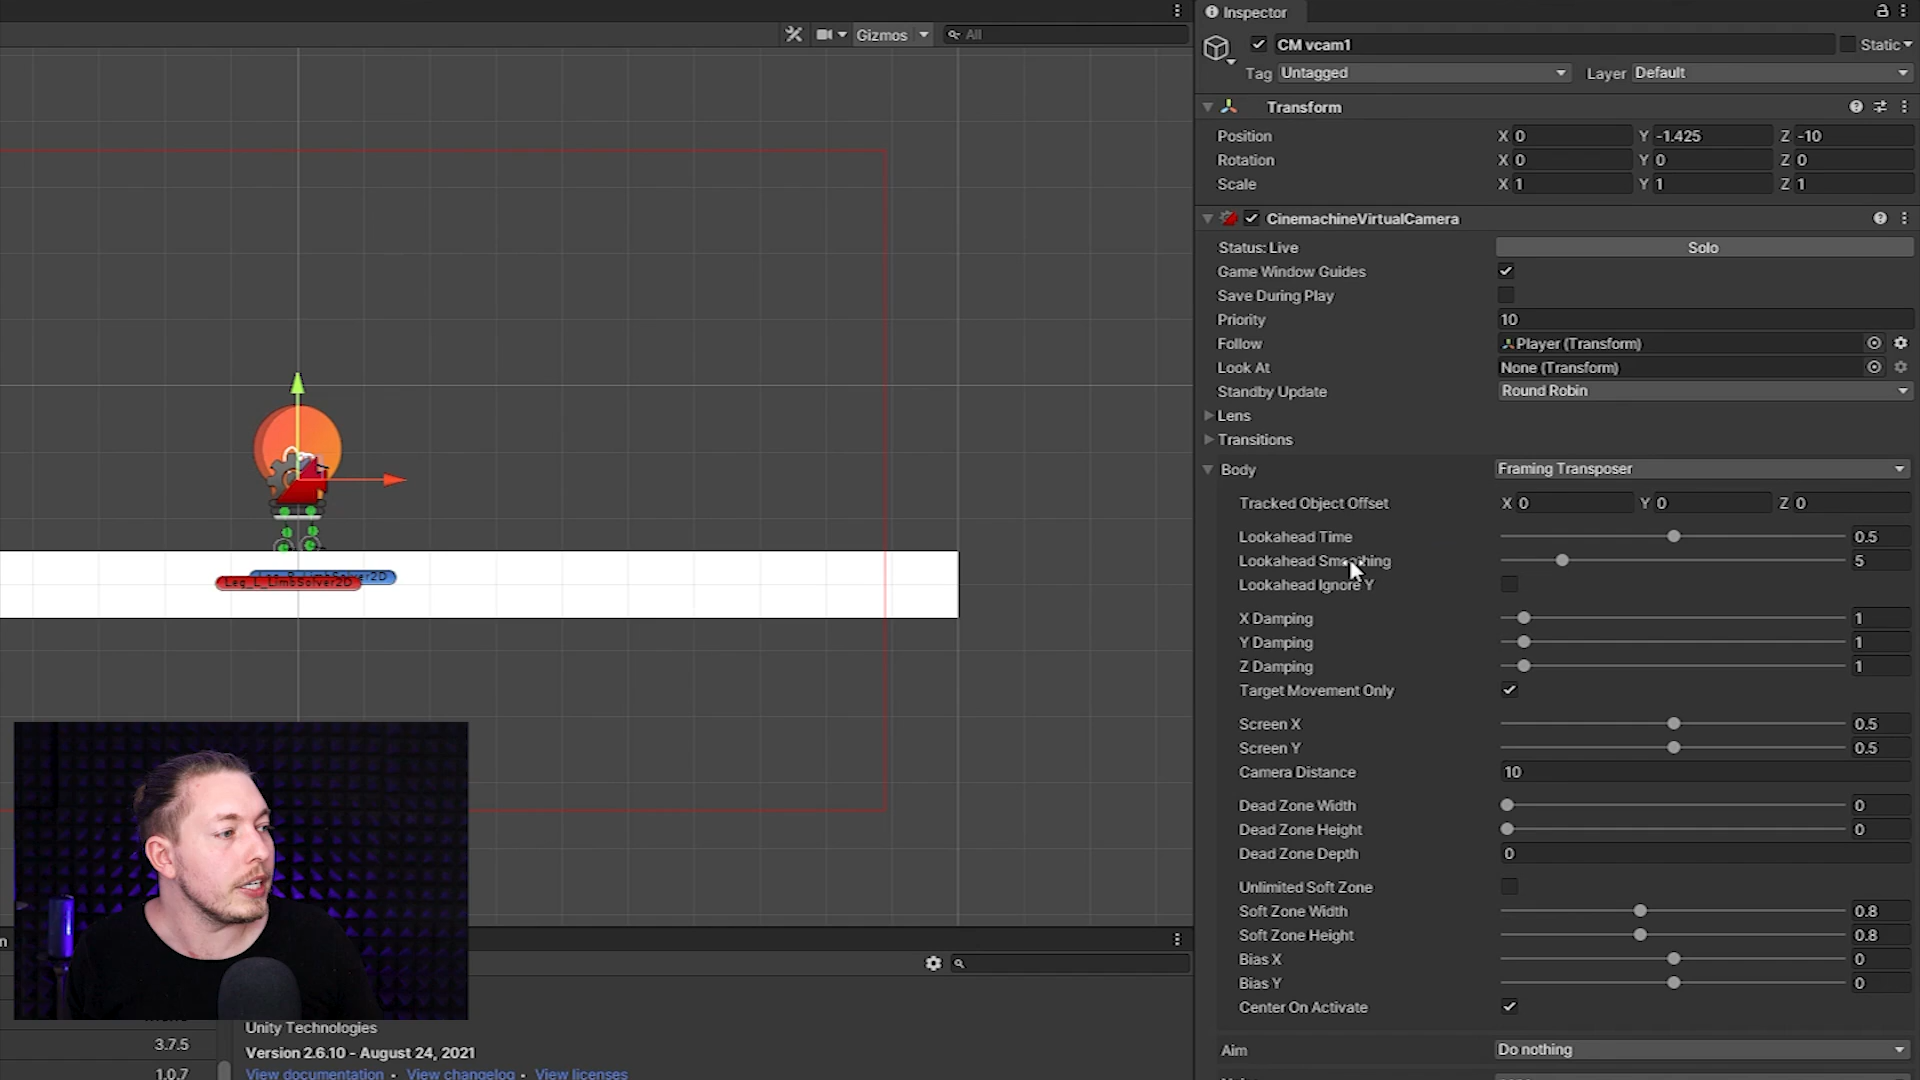 Gizmos
All
Leg_R_LimbSolver2D
Leg_L_LimbSolver2D
3.7.5
1.0.7
Unity Technologies
Version 2.6.10 - August 24, 2021
View documentation • View changelog • View licenses
Inspector
CM vcam1
Static
Tag Untagged
Layer Default
Transform
Position X 0 Y -1.425 Z -10
Rotation X 0 Y 0 Z 0
Scale X 1 Y 1 Z 1
CinemachineVirtualCamera
Status: Live Solo
Game Window Guides
Save During Play
Priority 10
Follow Player (Transform)
Look At None (Transform)
Standby Update Round Robin
Lens
Transitions
Body Framing Transposer
Tracked Object Offset X 0 Y 0 Z 0
Lookahead Time 0.5
Lookahead Smoothing 5
Lookahead Ignore Y
X Damping 1
Y Damping 1
Z Damping 1
Target Movement Only
Screen X 0.5
Screen Y 0.5
Camera Distance 10
Dead Zone Width 0
Dead Zone Height 0
Dead Zone Depth 0
Unlimited Soft Zone
Soft Zone Width 0.8
Soft Zone Height 0.8
Bias X 0
Bias Y 0
Center On Activate
Aim Do nothing